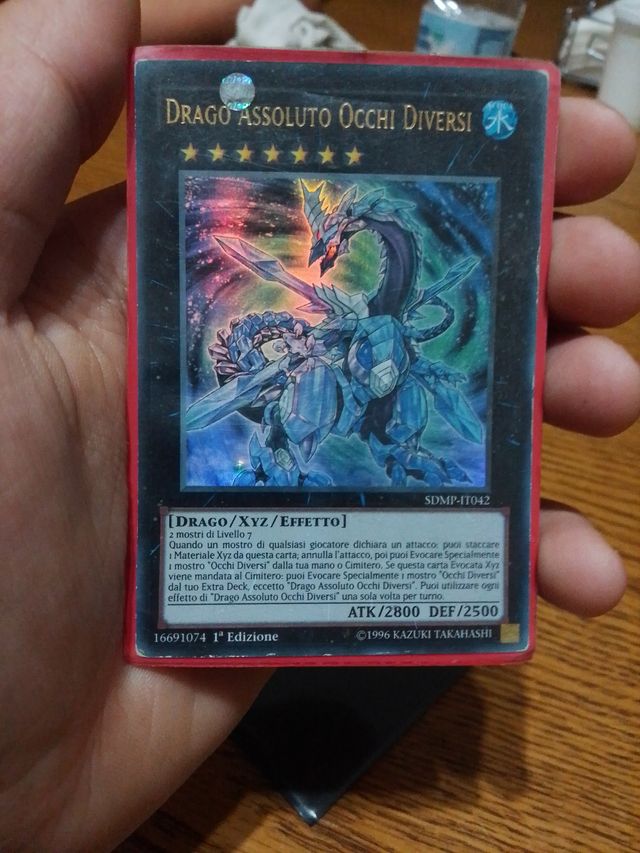 Drago Assoluto Occhi Diversi
水
SDMP-IT042
[Drago/Xyz/Effetto]
2 mostri di Livello 7
Quando un mostro di qualsiasi giocatore dichiara un attacco: puoi staccare
1 Materiale Xyz da questa carta; annulla l'attacco, poi puoi Evocare Specialmente
1 mostro "Occhi Diversi" dalla tua mano o Cimitero. Se questa carta Evocata Xyz
viene mandata al Cimitero: puoi Evocare Specialmente 1 mostro "Occhi Diversi"
dal tuo Extra Deck, eccetto "Drago Assoluto Occhi Diversi". Puoi utilizzare ogni
effetto di "Drago Assoluto Occhi Diversi" una sola volta per turno.
ATK/2800 DEF/2500
16691074 1ª Edizione ©1996 KAZUKI TAKAHASHI